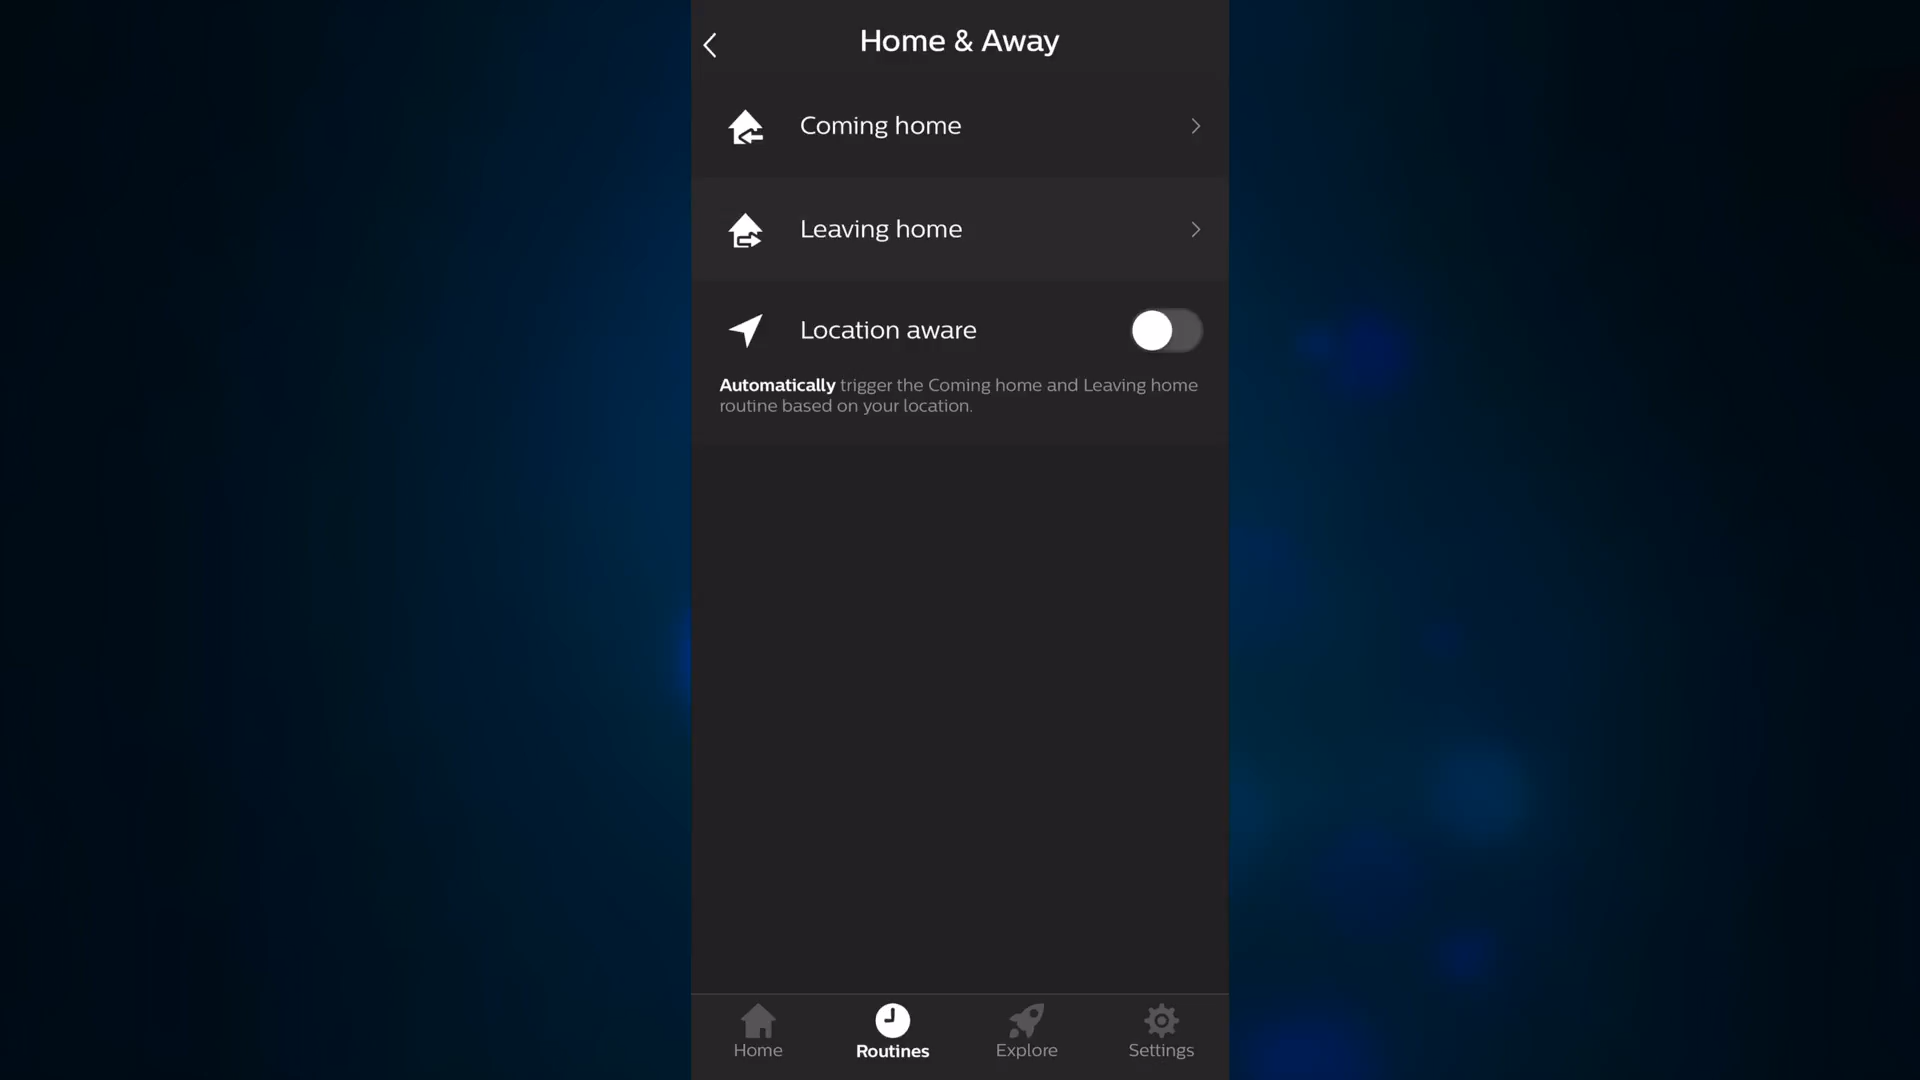 Home & Away
Coming home
Leaving home
Location aware
Automatically trigger the Coming home and Leaving home
routine based on your location.
Home
Routines
Explore
Settings